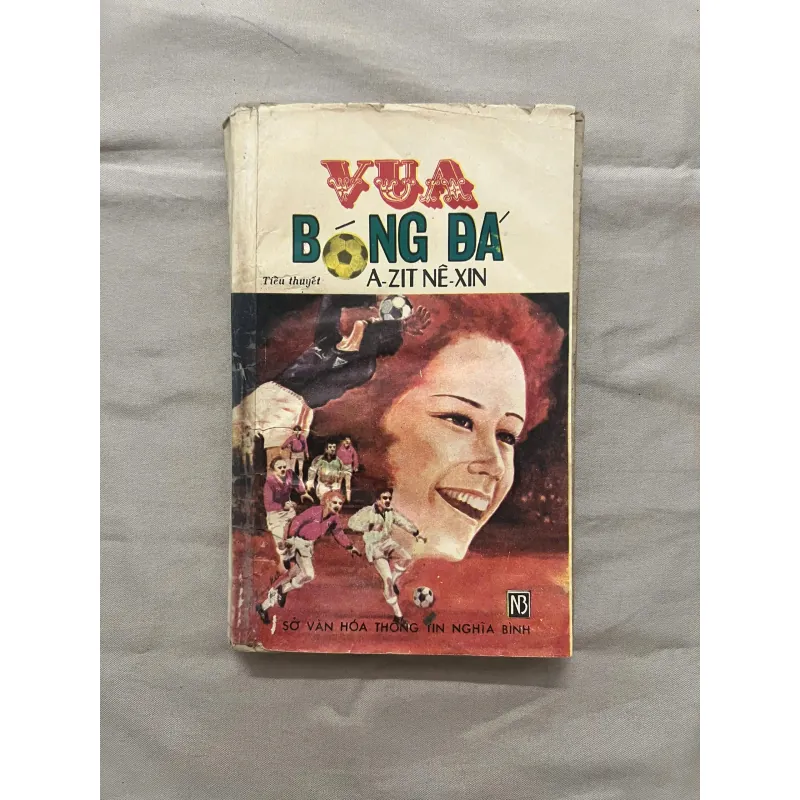 VUA
BÓNG ĐÁ
Tiểu thuyết
A-ZIT NÊ-XIN
NB
SỞ VĂN HÓA THÔNG TIN NGHĨA BÌNH